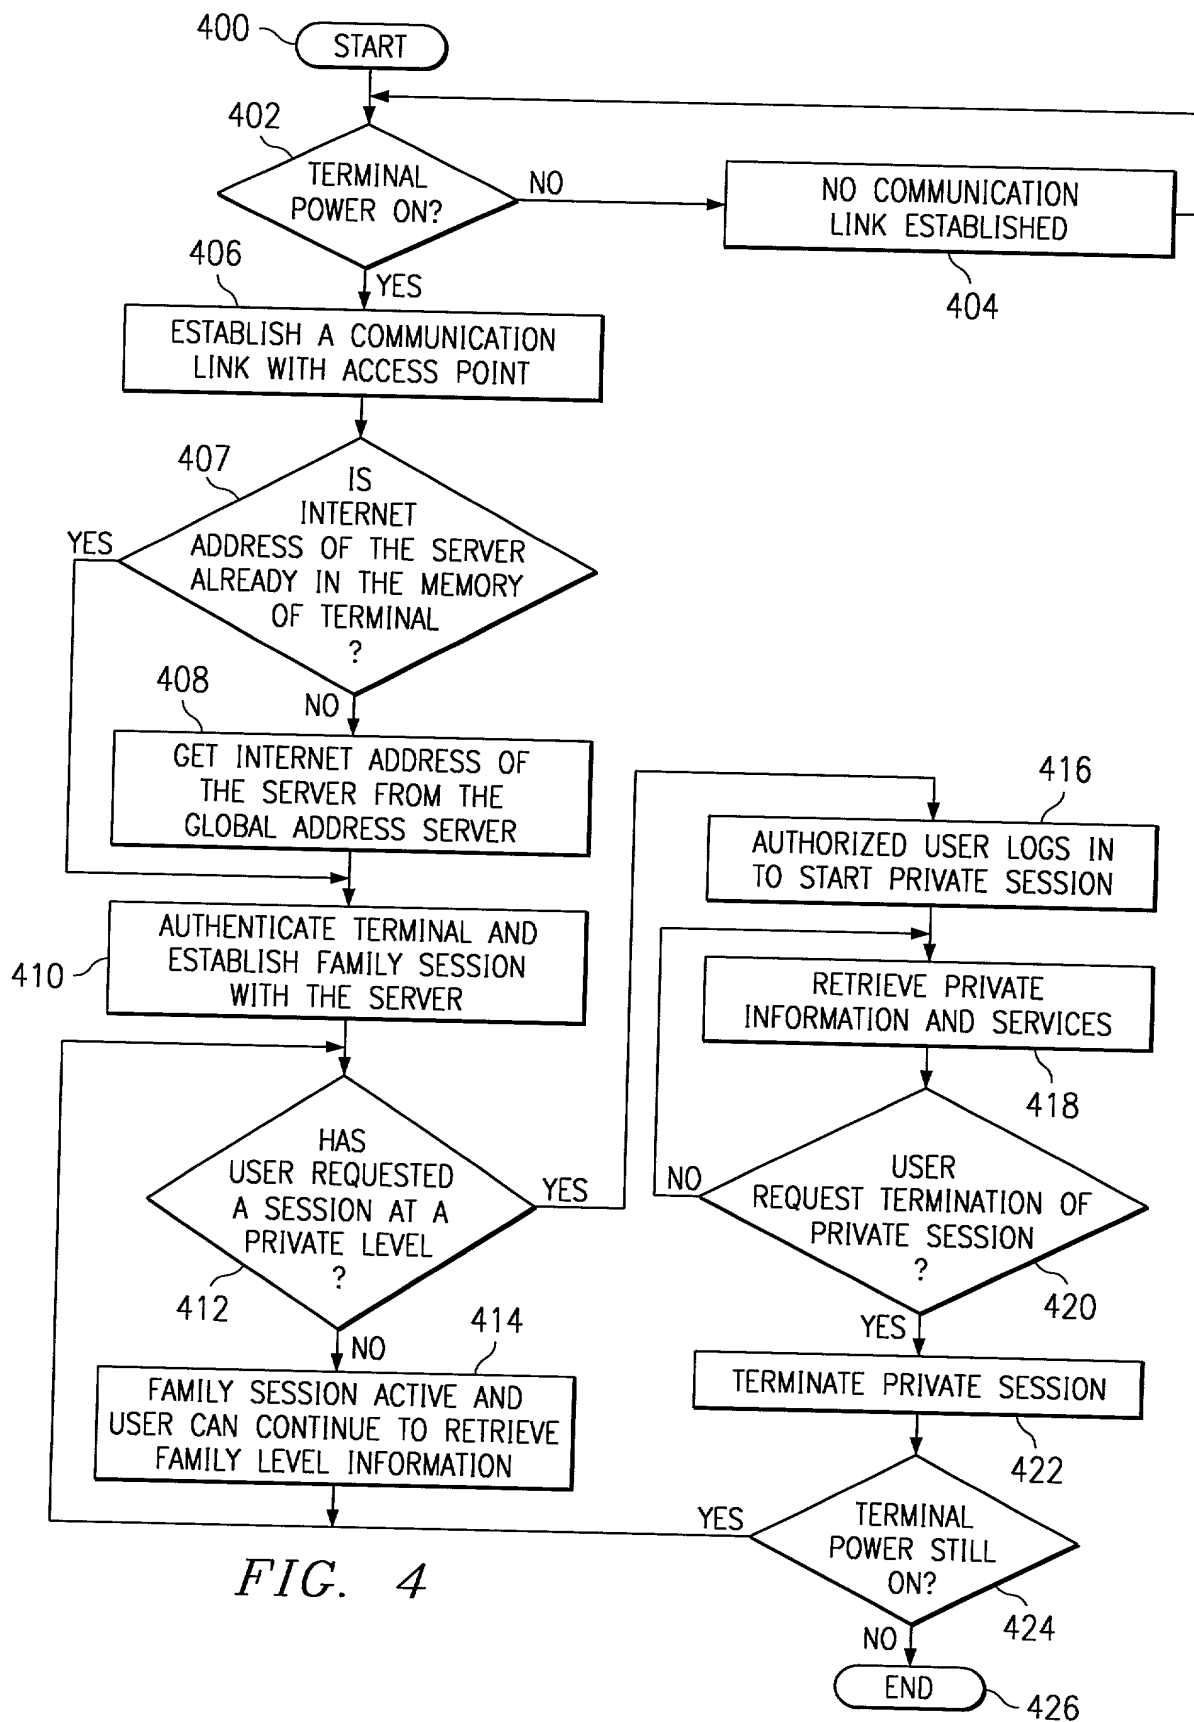 400
START
402
TERMINAL
POWER ON?
NO
NO COMMUNICATION
LINK ESTABLISHED
404
YES
406
ESTABLISH A COMMUNICATION
LINK WITH ACCESS POINT
407
IS
INTERNET
ADDRESS OF THE SERVER
ALREADY IN THE MEMORY
OF TERMINAL
?
YES
NO
408
GET INTERNET ADDRESS OF
THE SERVER FROM THE
GLOBAL ADDRESS SERVER
410
AUTHENTICATE TERMINAL AND
ESTABLISH FAMILY SESSION
WITH THE SERVER
HAS
USER REQUESTED
A SESSION AT A
PRIVATE LEVEL
?
412
YES
NO
414
FAMILY SESSION ACTIVE AND
USER CAN CONTINUE TO RETRIEVE
FAMILY LEVEL INFORMATION
416
AUTHORIZED USER LOGS IN
TO START PRIVATE SESSION
RETRIEVE PRIVATE
INFORMATION AND SERVICES
418
NO
USER
REQUEST TERMINATION OF
PRIVATE SESSION
?
420
YES
TERMINATE PRIVATE SESSION
422
YES
TERMINAL
POWER STILL
ON?
424
NO
END
426
FIG. 4